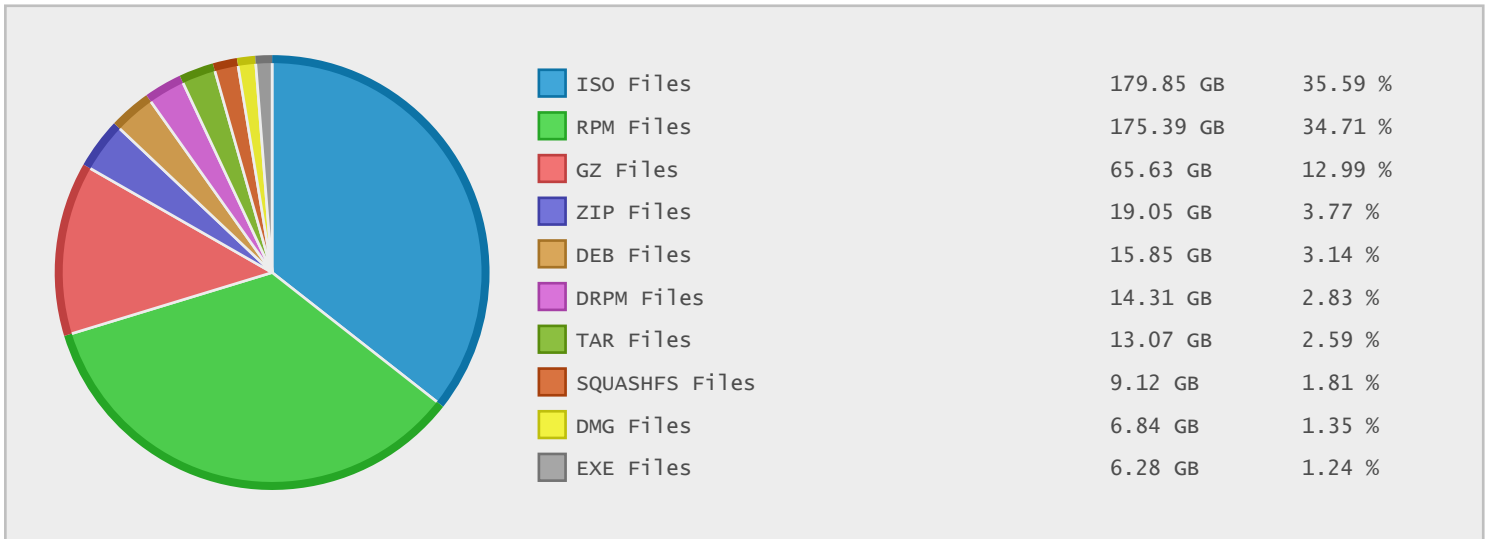 ISO Files 179.85 GB 35.59 %
RPM Files 175.39 GB 34.71 %
GZ Files 65.63 GB 12.99 %
ZIP Files 19.05 GB 3.77 %
DEB Files 15.85 GB 3.14 %
DRPM Files 14.31 GB 2.83 %
TAR Files 13.07 GB 2.59 %
SQUASHFS Files 9.12 GB 1.81 %
DMG Files 6.84 GB 1.35 %
EXE Files 6.28 GB 1.24 %